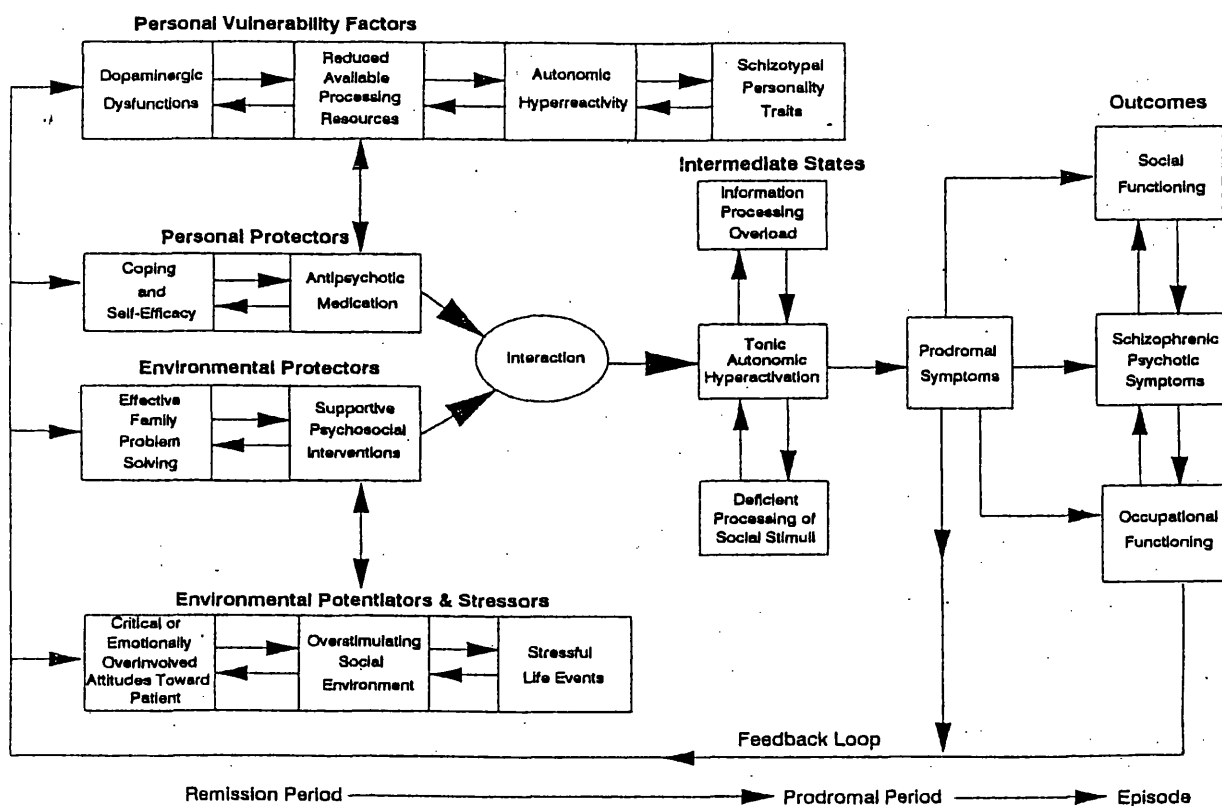 Personal Vulnerability Factors
Dopaminergic
Dysfunctions
Reduced
Available
Processing
Resources
Autonomic
Hyperreactivity
Schizotypal
Personality
Traits
Outcomes
Social
Functioning
Intermediate States
Information
Processing
Overload
Personal Protectors
Coping
and
Self-Efficacy
Antipsychotic
Medication
Interaction
Tonic
Autonomic
Hyperactivation
Prodromal
Symptoms
Schizophrenic
Psychotic
Symptoms
Environmental Protectors
Effective
Family
Problem
Solving
Supportive
Psychosocial
Interventions
Deficient
Processing of
Social Stimuli
Occupational
Functioning
Environmental Potentiators & Stressors
Critical or
Emotionally
Overinvolved
Attitudes Toward
Patient
Overstimulating
Social
Environment
Stressful
Life Events
Feedback Loop
Remission Period
Prodromal Period
Episode